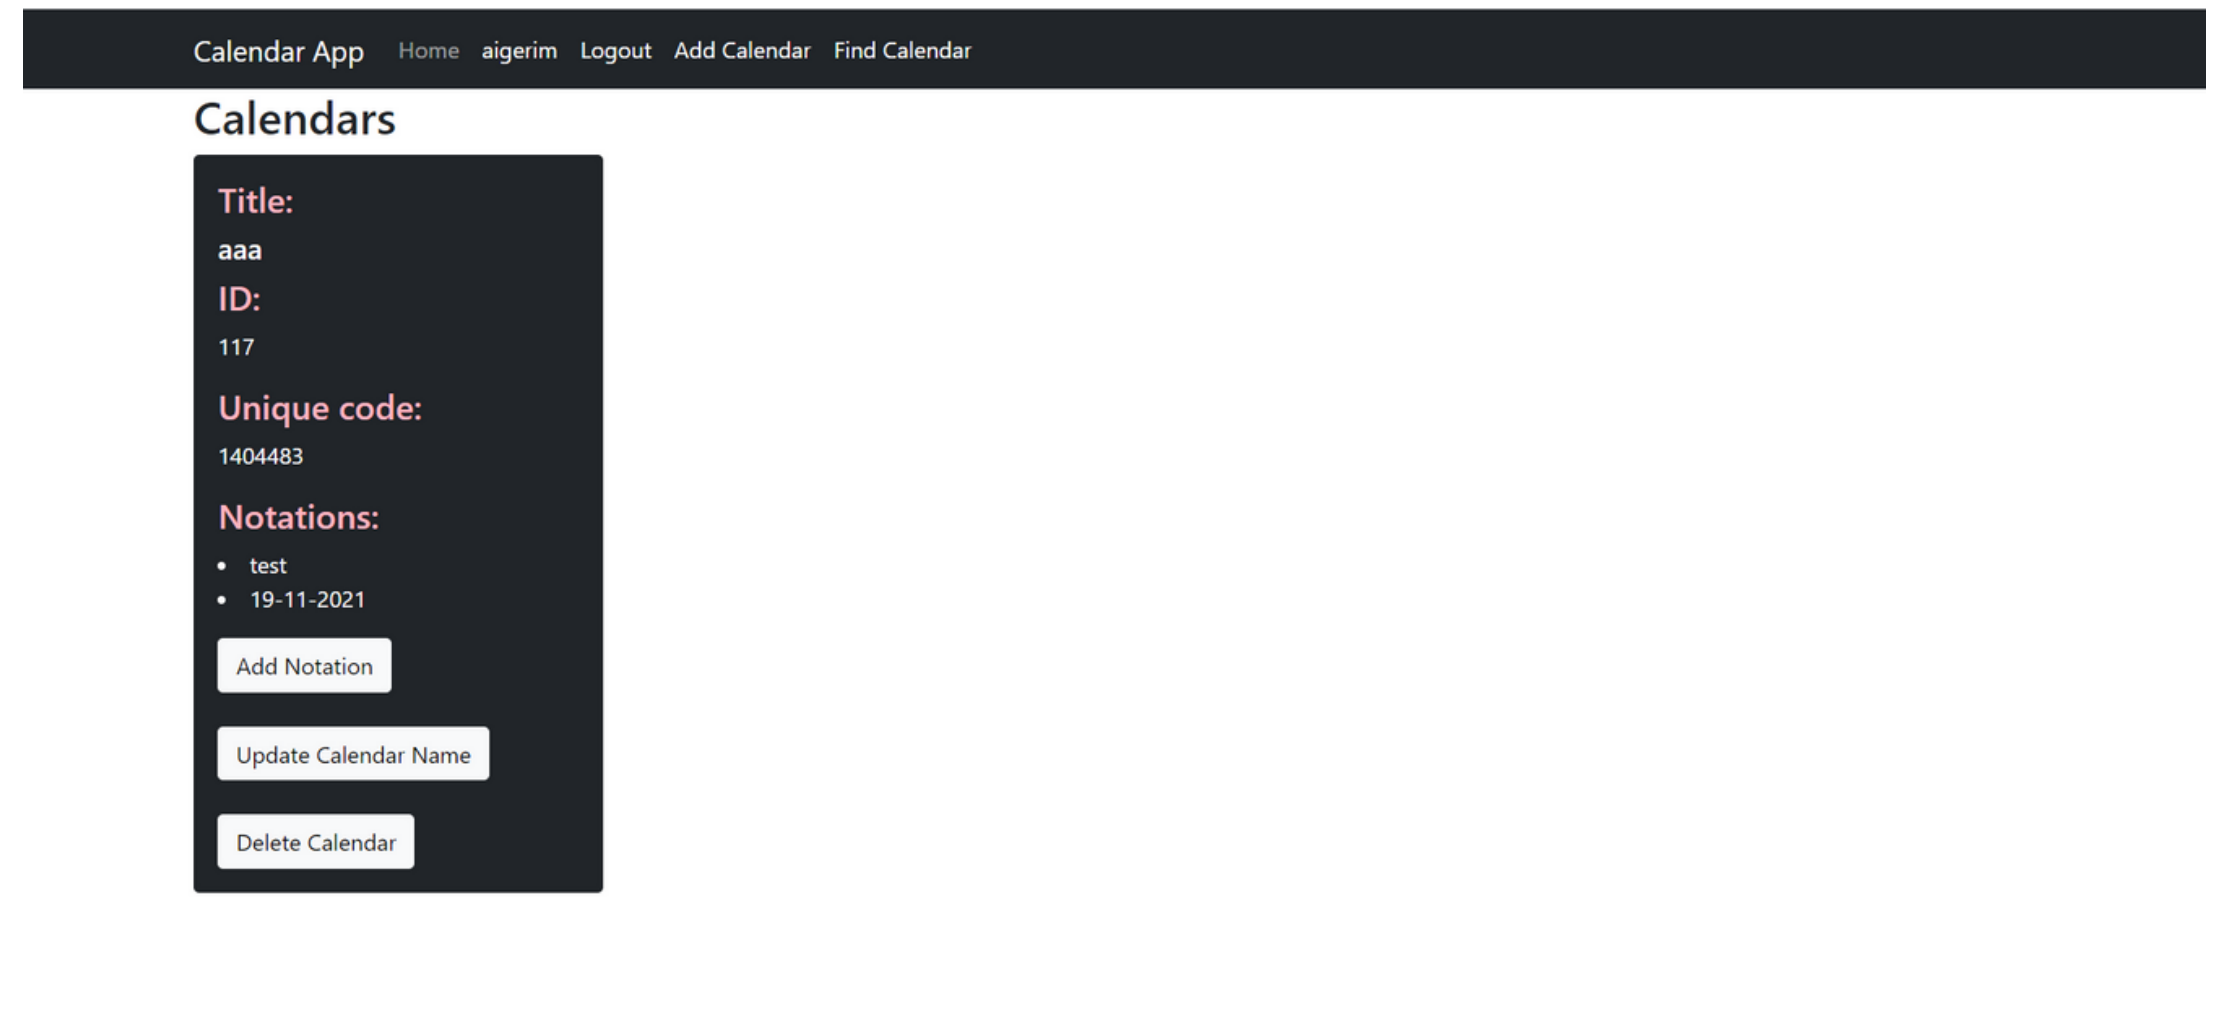 Calendar App Home aigerim Logout Add Calendar Find Calendar
Calendars
Title:
aaa
ID:
117
Unique code:
1404483
Notations:
• test
• 19-11-2021
Add Notation
Update Calendar Name
Delete Calendar